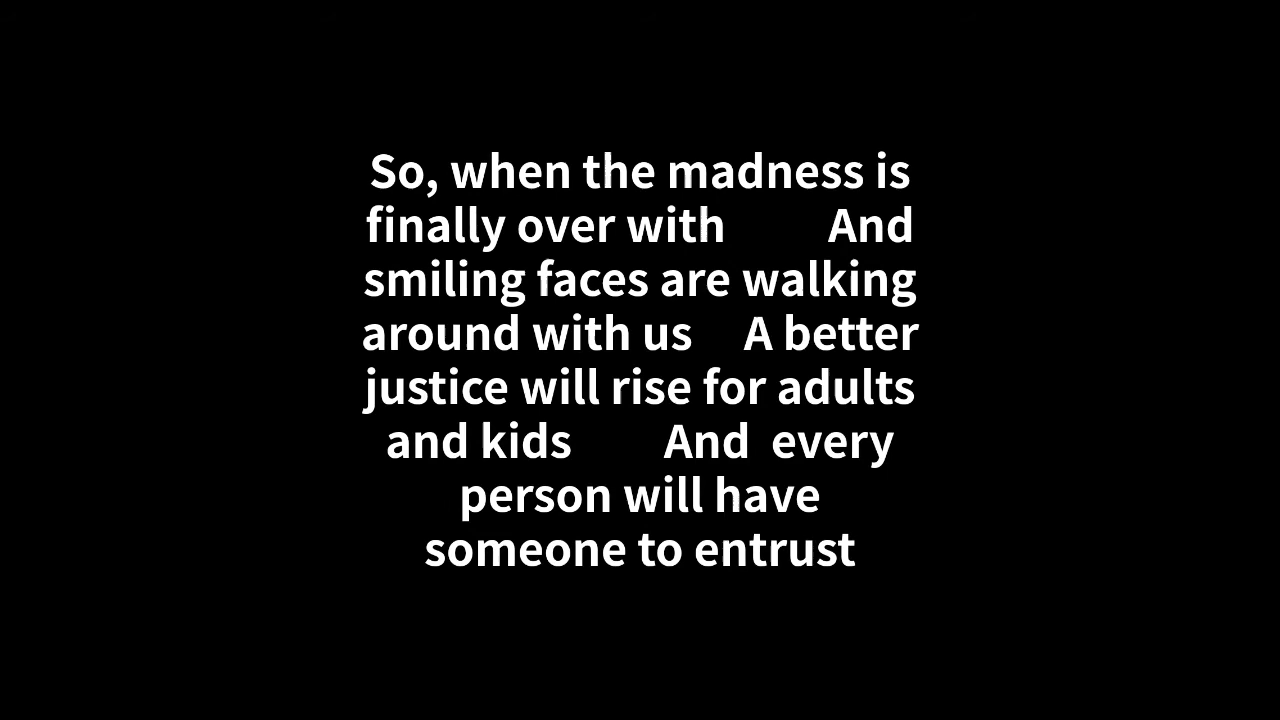 So, when the madness is
finally over with And
smiling faces are walking
around with us A better
justice will rise for adults
and kids And every
person will have
someone to entrust